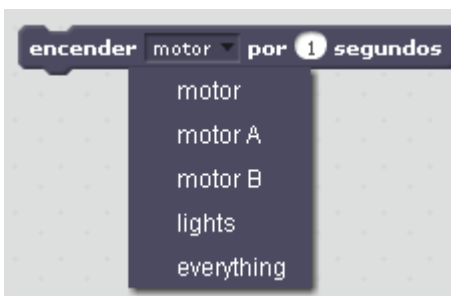 encender motor por 1 segundos
motor
motor A
motor B
lights
everything